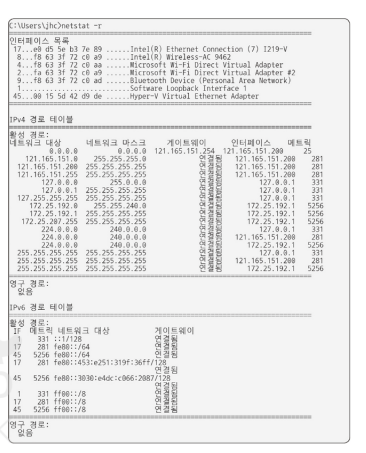 C:\Users\jhc>netstat -r
===========================================================================
인터페이스 목록
17...e0 d5 5e b3 7e 89 ......Intel(R) Ethernet Connection (7) I219-V
8...f8 63 3f 72 c0 a9 ......Intel(R) Wireless-AC 9462
4...f8 63 3f 72 c0 aa ......Microsoft Wi-Fi Direct Virtual Adapter
2...fa 63 3f 72 c0 a9 ......Microsoft Wi-Fi Direct Virtual Adapter #2
9...f8 63 3f 72 c0 ad ......Bluetooth Device (Personal Area Network)
1...........................Software Loopback Interface 1
45...00 15 5d 42 d9 de ......Hyper-V Virtual Ethernet Adapter
===========================================================================
IPv4 경로 테이블
===========================================================================
활성 경로:
네트워크 대상 네트워크 마스크 게이트웨이 인터페이스 메트릭
0.0.0.0 0.0.0.0 121.165.151.254 121.165.151.200 25
121.165.151.0 255.255.255.0 연결됨 121.165.151.200 281
121.165.151.200 255.255.255.255 연결됨 121.165.151.200 281
121.165.151.255 255.255.255.255 연결됨 121.165.151.200 281
127.0.0.0 255.0.0.0 연결됨 127.0.0.1 331
127.0.0.1 255.255.255.255 연결됨 127.0.0.1 331
127.255.255.255 255.255.255.255 연결됨 127.0.0.1 331
172.25.192.0 255.255.240.0 연결됨 172.25.192.1 5256
172.25.192.1 255.255.255.255 연결됨 172.25.192.1 5256
172.25.207.255 255.255.255.255 연결됨 172.25.192.1 5256
224.0.0.0 240.0.0.0 연결됨 127.0.0.1 331
224.0.0.0 240.0.0.0 연결됨 121.165.151.200 281
224.0.0.0 240.0.0.0 연결됨 172.25.192.1 5256
255.255.255.255 255.255.255.255 연결됨 127.0.0.1 331
255.255.255.255 255.255.255.255 연결됨 121.165.151.200 281
255.255.255.255 255.255.255.255 연결됨 172.25.192.1 5256
===========================================================================
영구 경로:
없음
IPv6 경로 테이블
===========================================================================
활성 경로:
IF 메트릭 네트워크 대상 게이트웨이
1 331 ::1/128 연결됨
17 281 fe80::/64 연결됨
45 5256 fe80::/64 연결됨
17 281 fe80::453:e251:319f:36ff/128
연결됨
45 5256 fe80::3030:e4dc:c066:2087/128
연결됨
1 331 ff00::/8 연결됨
17 281 ff00::/8 연결됨
45 5256 ff00::/8 연결됨
===========================================================================
영구 경로:
없음